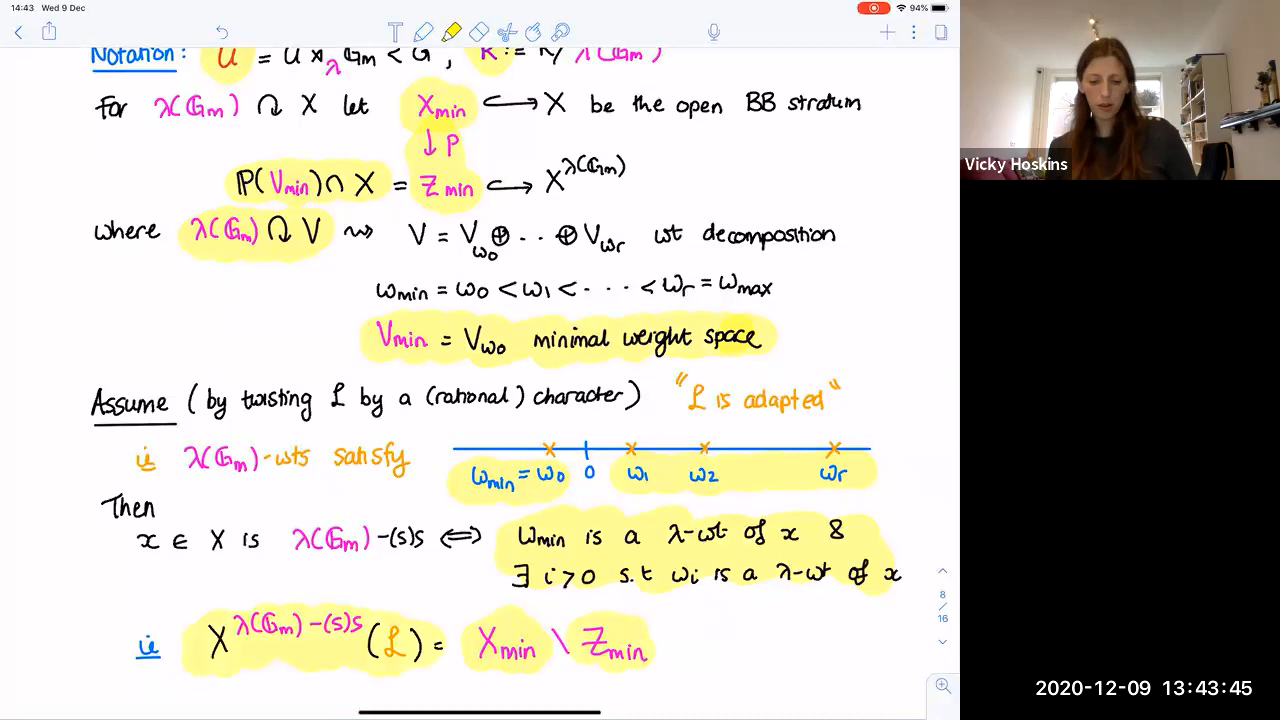 14:43 Wed 9 Dec
94%
Notation: Û = U ⋊λ 𝔾m < G ,
For λ(𝔾m) ↷ X let Xmin ↪ X be the open BB stratum
↓ p
P(Vmin) ∩ X = Zmin ↪ X^λ(𝔾m)
where λ(𝔾m) ↷ V ⇝ V = Vω0 ⊕ ·· ⊕ Vωr wt decomposition
ωmin = ω0 < ω1 < · · · · < ωr = ωmax
Vmin = Vω0 minimal weight space
Assume (by twisting L by a (rational) character) "L is adapted"
ie λ(𝔾m)-wts satisfy
ωmin = ω0 0 ω1 ω2 ωr
Then
x ∈ X is λ(𝔾m)-(s)s ⇔ ωmin is a λ-wt of x &
∃ i>0 s.t ωi is a λ-wt of x
ie X^λ(𝔾m)-(s)s (L) = Xmin \ Zmin
8
/
16
Vicky Hoskins
2020-12-09 13:43:45